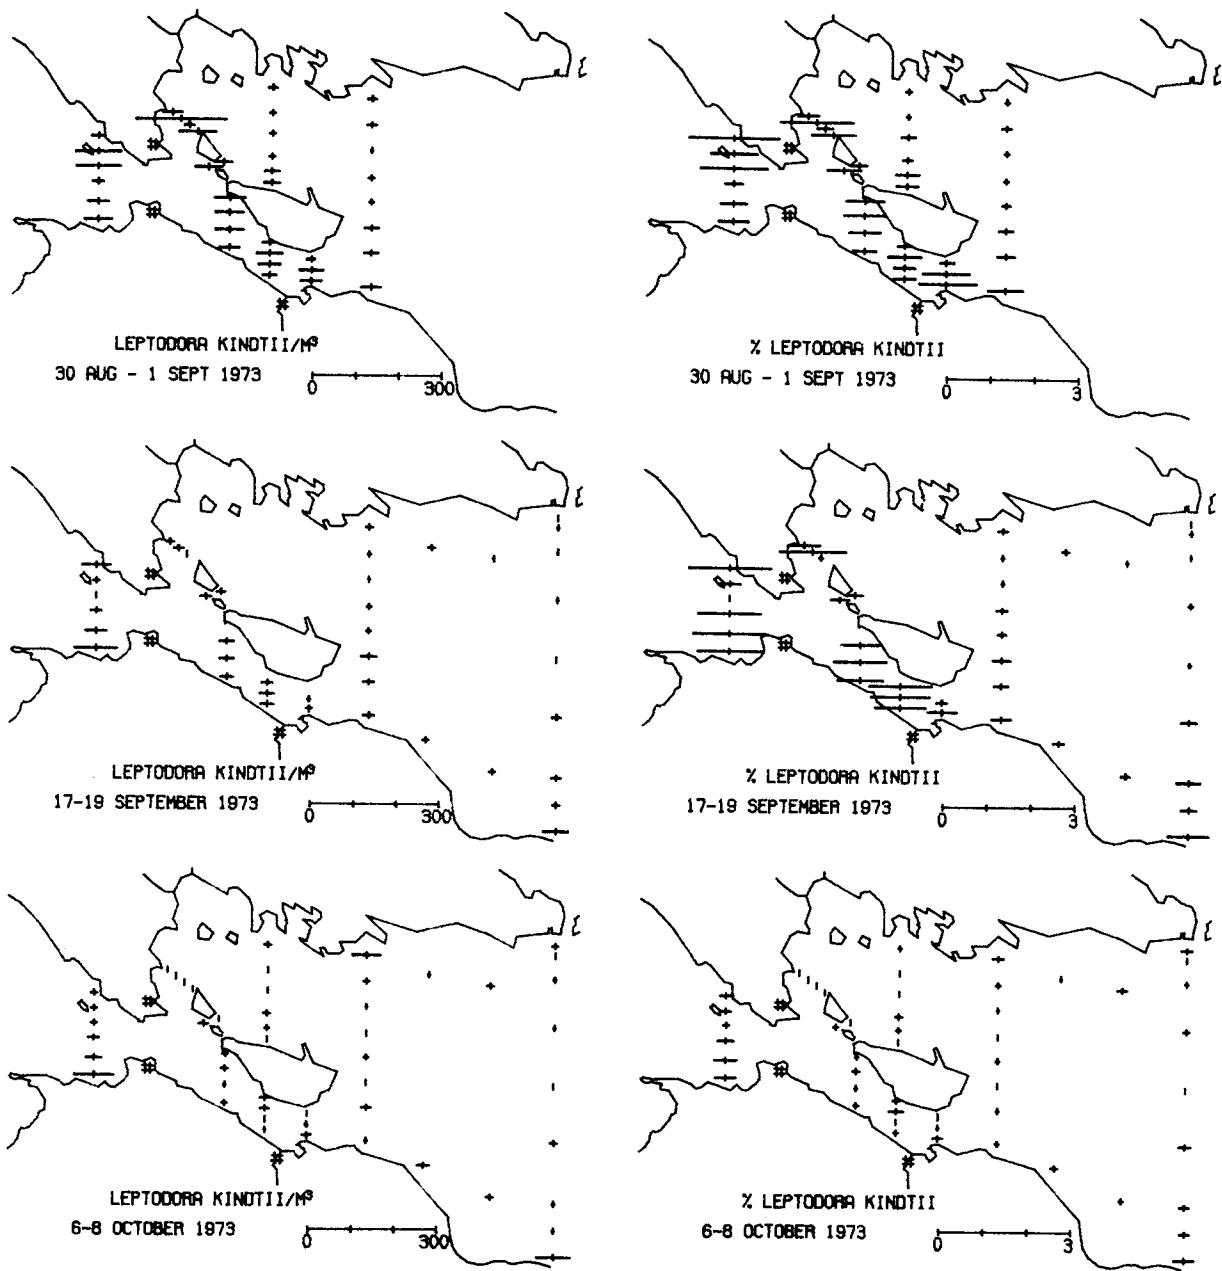 LEPTODORA KINDTII/M³
30 AUG - 1 SEPT 1973
0 300
% LEPTODORA KINDTII
30 AUG - 1 SEPT 1973
0 3
LEPTODORA KINDTII/M³
17-19 SEPTEMBER 1973
0 300
% LEPTODORA KINDTII
17-19 SEPTEMBER 1973
0 3
LEPTODORA KINDTII/M³
6-8 OCTOBER 1973
0 300
% LEPTODORA KINDTII
6-8 OCTOBER 1973
0 3